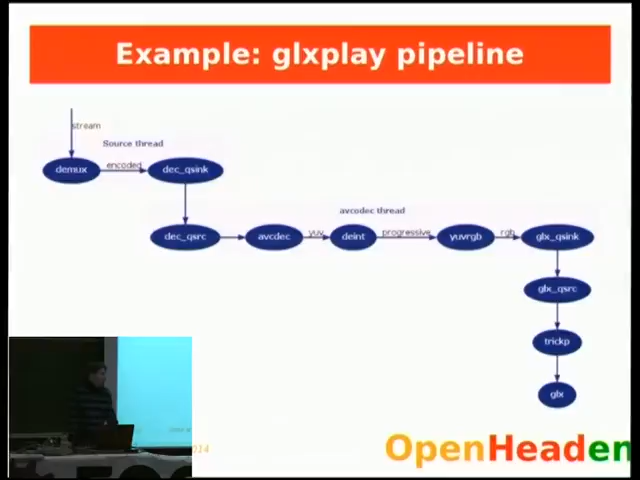 Example: glxplay pipeline
stream
Source thread
demux
encoded
dec_qsink
avcodec thread
dec_qsrc
avcdec
yuv
deint
progressive
yuvrgb
rgb
glx_qsink
glx_qsrc
trickp
glx
014
OpenHeaden